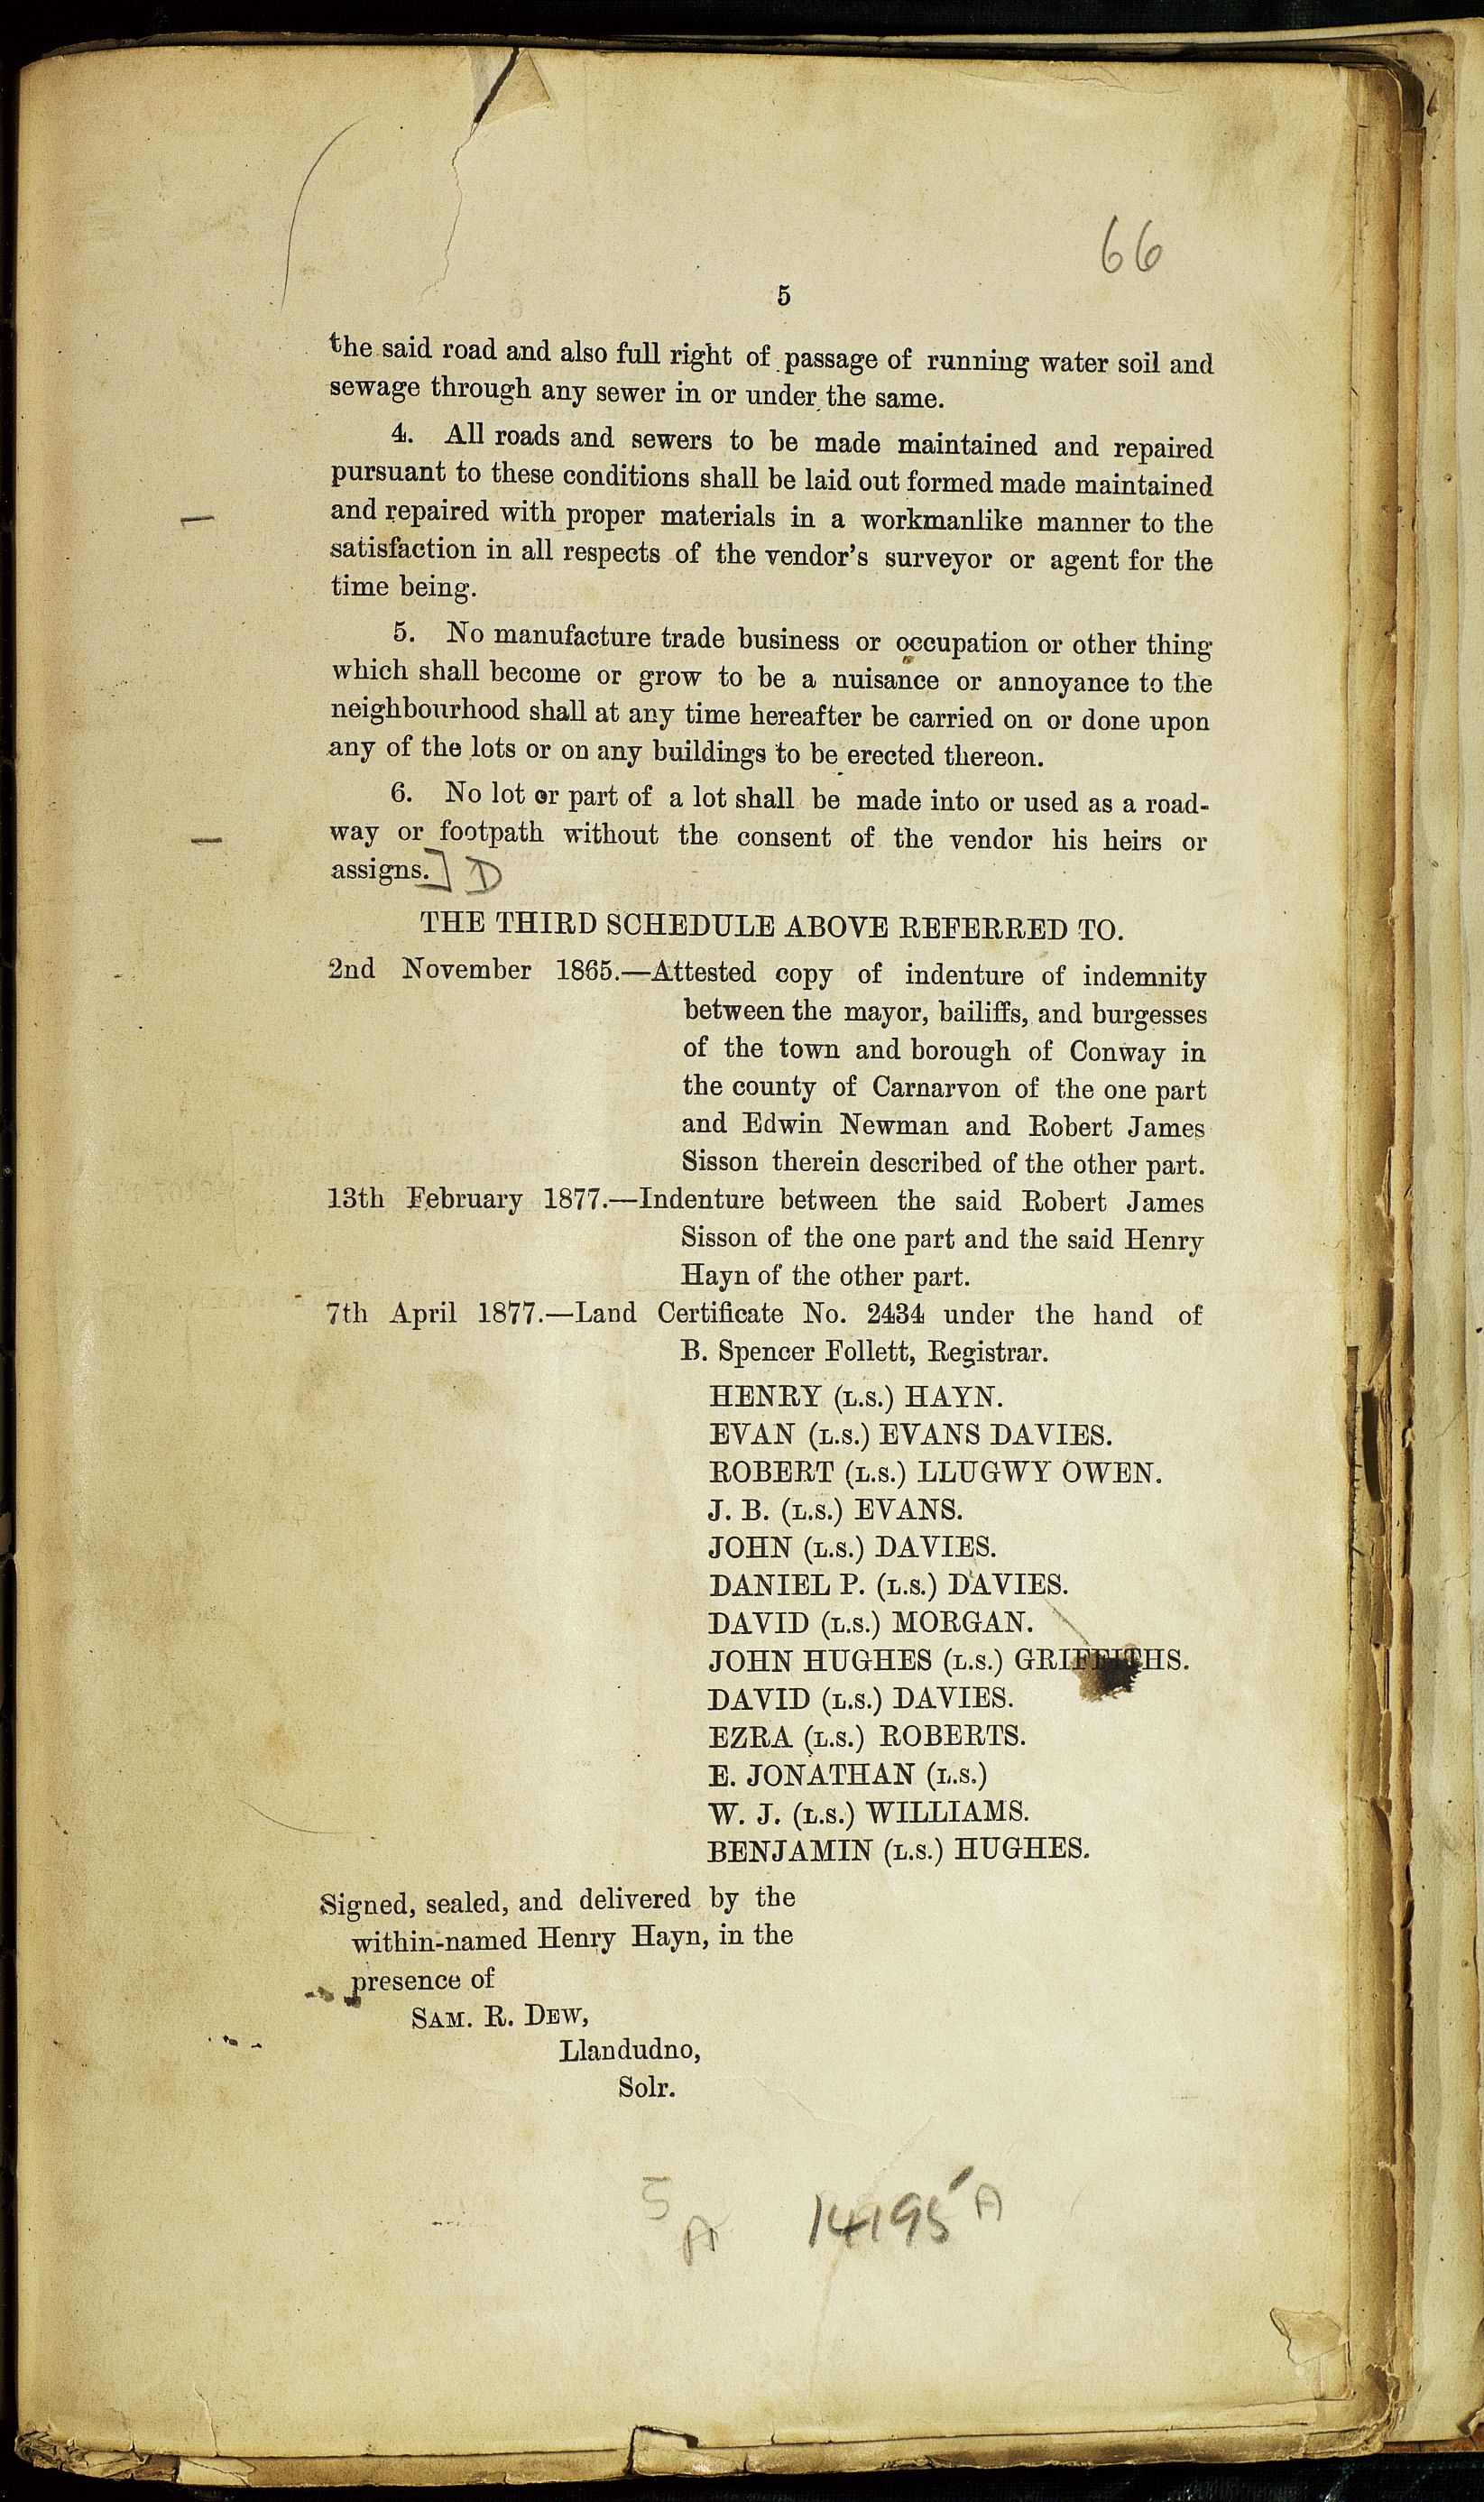 66
5
the said road and also full right of passage of running water soil and
sewage through any sewer in or under the same.
4. All roads and sewers to be made maintained and repaired
pursuant to these conditions shall be laid out formed made maintained
and repaired with proper materials in a workmanlike manner to the
satisfaction in all respects of the vendor's surveyor or agent for the
time being.
5. No manufacture trade business or occupation or other thing
which shall become or grow to be a nuisance or annoyance to the
neighbourhood shall at any time hereafter be carried on or done upon
any of the lots or on any buildings to be erected thereon.
6. No lot or part of a lot shall be made into or used as a road-
way or footpath without the consent of the vendor his heirs or
assigns.] D
THE THIRD SCHEDULE ABOVE REFERRED TO.
2nd November 1865.—Attested copy of indenture of indemnity
between the mayor, bailiffs, and burgesses
of the town and borough of Conway in
the county of Carnarvon of the one part
and Edwin Newman and Robert James
Sisson therein described of the other part.
13th February 1877.—Indenture between the said Robert James
Sisson of the one part and the said Henry
Hayn of the other part.
7th April 1877.—Land Certificate No. 2434 under the hand of
B. Spencer Follett, Registrar.
HENRY (L.S.) HAYN.
EVAN (L.S.) EVANS DAVIES.
ROBERT (L.S.) LLUGWY OWEN.
J. B. (L.S.) EVANS.
JOHN (L.S.) DAVIES.
DANIEL P. (L.S.) DAVIES.
DAVID (L.S.) MORGAN.
JOHN HUGHES (L.S.) GRIFFITHS.
DAVID (L.S.) DAVIES.
EZRA (L.S.) ROBERTS.
E. JONATHAN (L.S.)
W. J. (L.S.) WILLIAMS.
BENJAMIN (L.S.) HUGHES.
Signed, sealed, and delivered by the
within-named Henry Hayn, in the
presence of
SAM. R. DEW,
Llandudno,
Solr.
5
A 14195 A